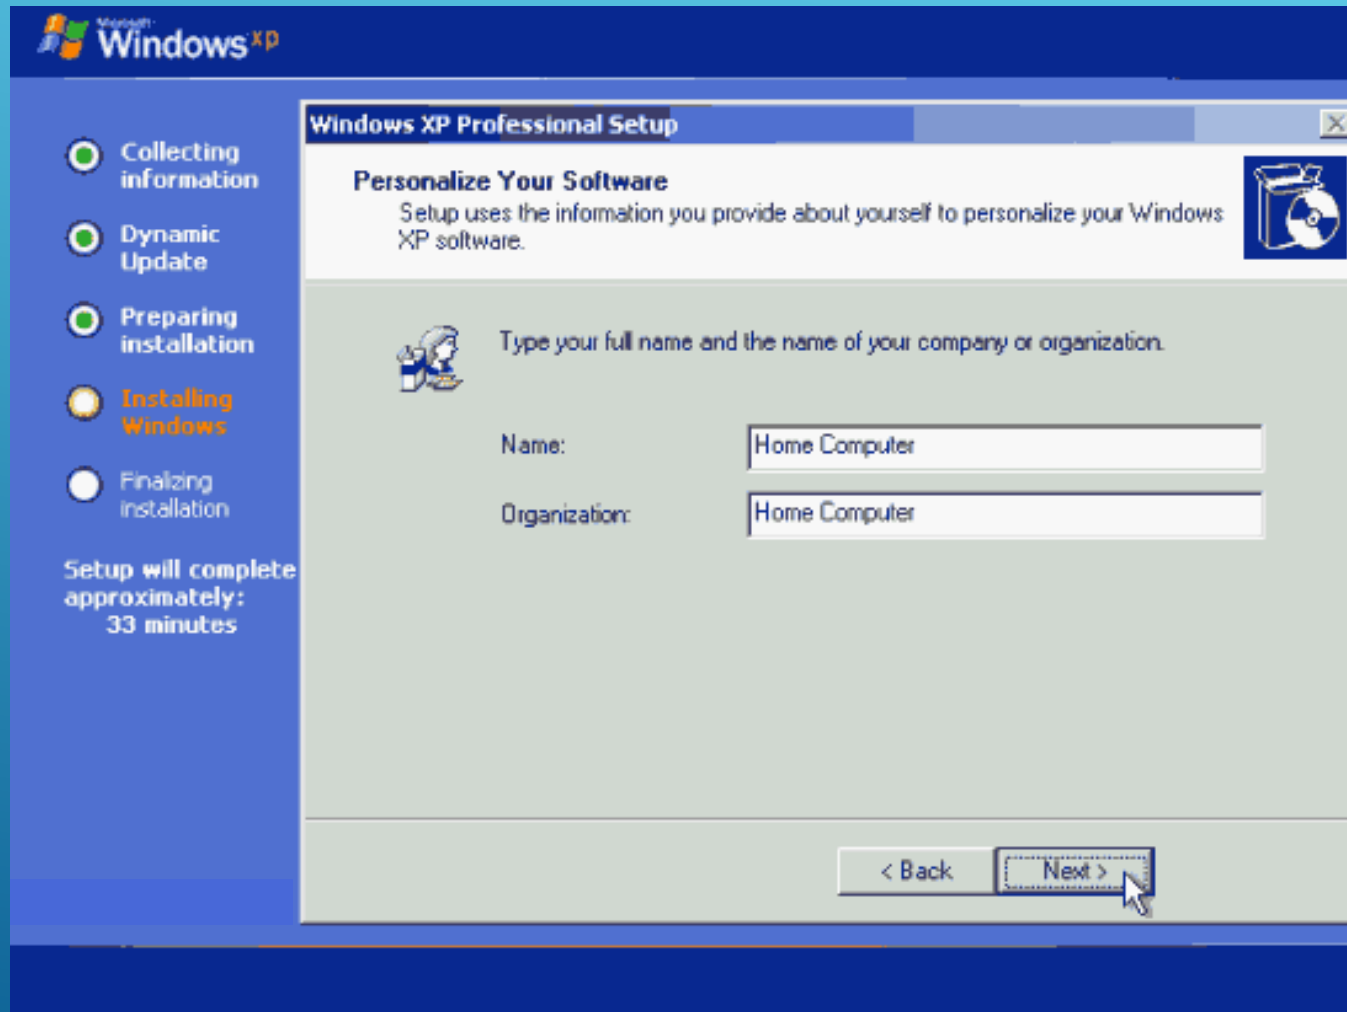 Microsoft
Windows xp
Collecting
information
Dynamic
Update
Preparing
installation
Installing
Windows
Finalizing
installation
Setup will complete
approximately:
33 minutes
Windows XP Professional Setup
Personalize Your Software
Setup uses the information you provide about yourself to personalize your Windows
XP software.
Type your full name and the name of your company or organization.
Name: Home Computer
Organization: Home Computer
< Back Next >